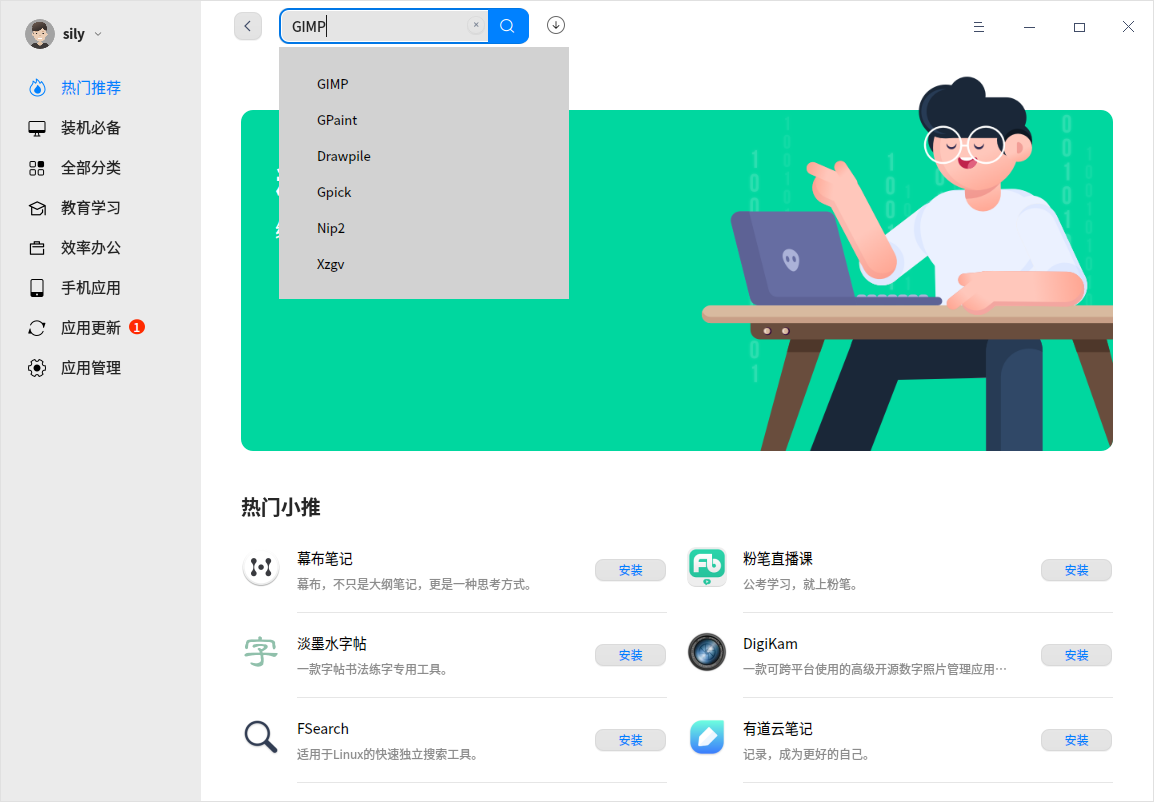 sily
GIMP
热门推荐
装机必备
全部分类
教育学习
效率办公
手机应用
应用更新 1
应用管理
GIMP
GPaint
Drawpile
Gpick
Nip2
Xzgv
热门小推
幕布笔记
幕布，不只是大纲笔记，更是一种思考方式。
安装
粉笔直播课
公考学习，就上粉笔。
安装
字
淡墨水字帖
一款字帖书法练字专用工具。
安装
DigiKam
一款可跨平台使用的高级开源数字照片管理应用…
安装
FSearch
适用于Linux的快速独立搜索工具。
安装
有道云笔记
记录，成为更好的自己。
安装